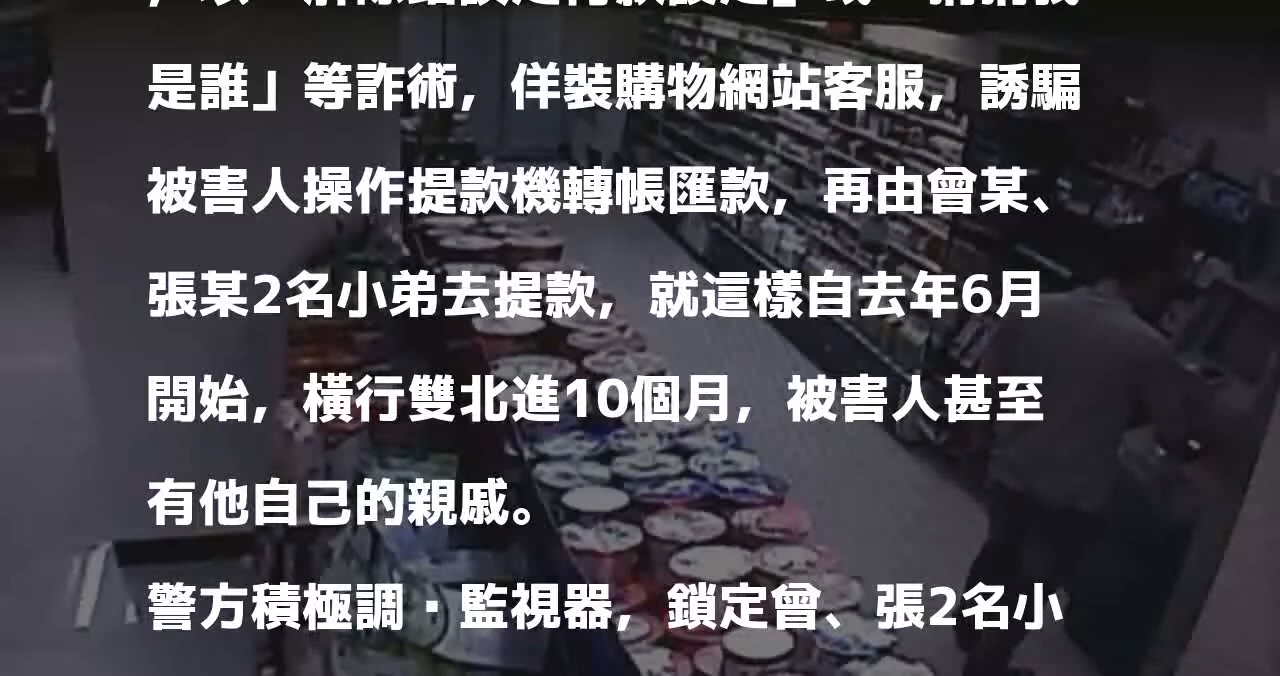 是誰」等詐術，佯裝購物網站客服，誘騙
被害人操作提款機轉帳匯款，再由曾某、
張某2名小弟去提款，就這樣自去年6月
開始，橫行雙北進10個月，被害人甚至
有他自己的親戚。
警方積極調▪監視器，鎖定曾、張2名小